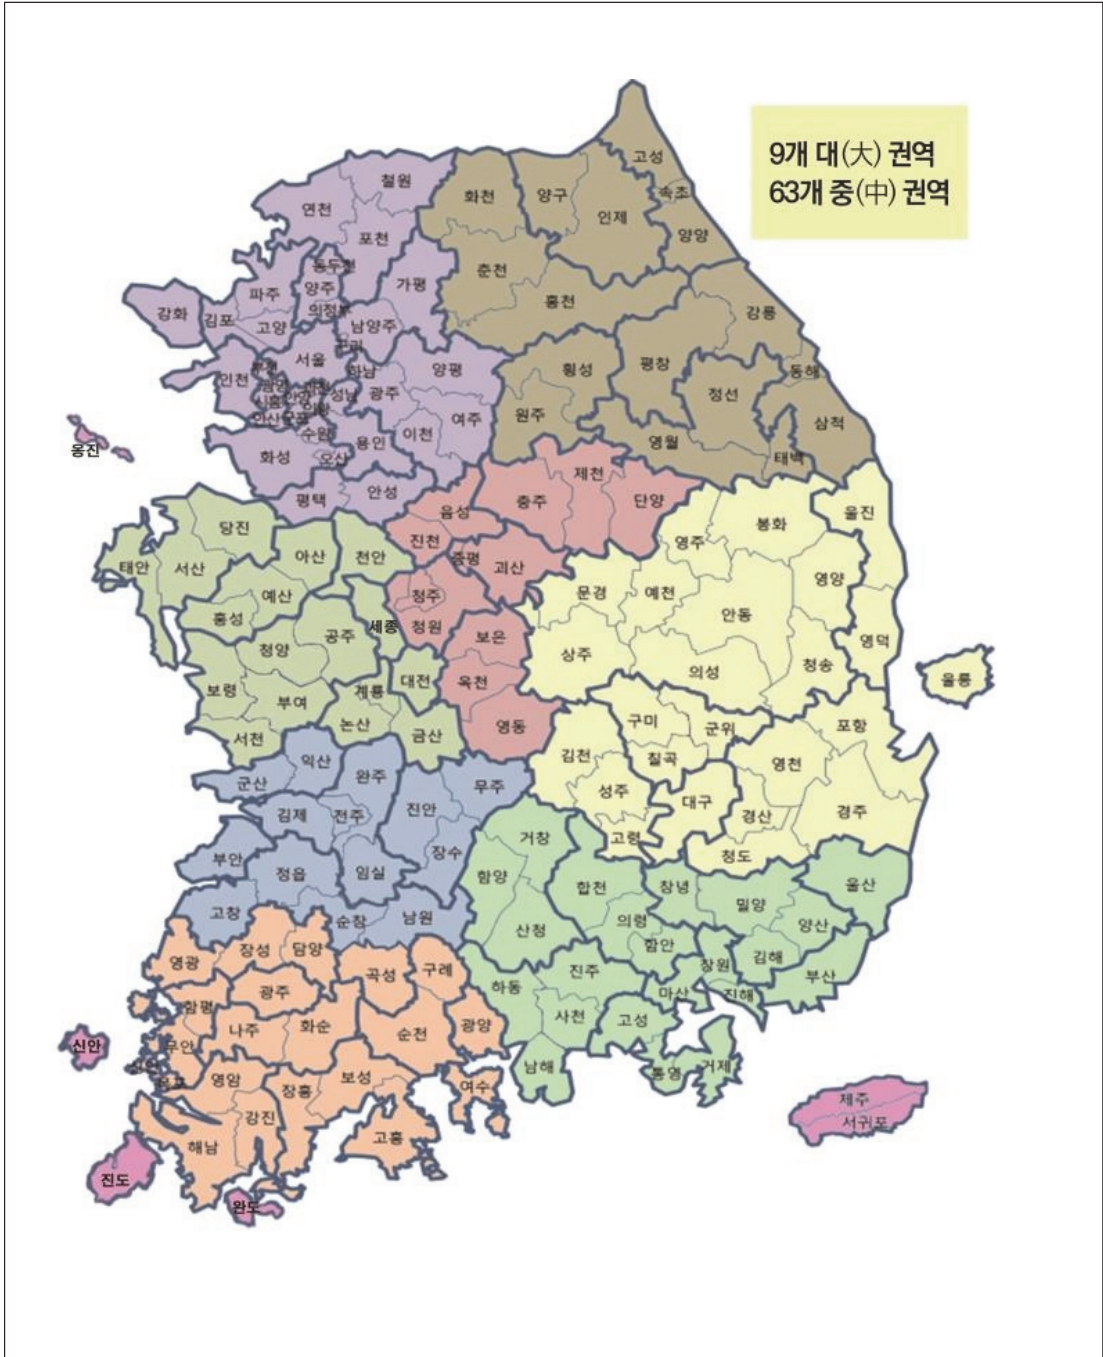 9개 대(大) 권역
63개 중(中) 권역
고성
철원
화천
양구
속초
연천
인제
포천
양양
동두천
춘천
가평
양주
파주
홍천
강화
김포
의정부
강릉
고양
남양주
구리
서울
양평
횡성
평창
동해
인천
하남
정선
성남
광주
원주
여주
삼척
수원
용인
이천
영월
옹진
화성
오산
태백
제천
안성
충주
단양
평택
음성
울진
당진
봉화
진천
영주
아산
천안
증평
괴산
태안
서산
영양
문경
예천
청주
예산
안동
홍성
세종
청원
공주
보은
영덕
청양
상주
의성
청송
대전
옥천
울릉
보령
계룡
부여
구미
논산
영동
군위
포항
서천
금산
김천
칠곡
익산
영천
완주
군산
무주
성주
대구
진안
김제
전주
경산
경주
거창
고령
장수
청도
부안
정읍
임실
함양
합천
창녕
울산
밀양
고창
순창
남원
의령
양산
산청
함안
장성
담양
김해
영광
창원
구례
곡성
진주
부산
하동
광주
마산
진해
함평
사천
고성
나주
화순
순천
광양
신안
무안
남해
거제
통영
영암
보성
장흥
여수
제주
강진
서귀포
고흥
해남
진도
완도